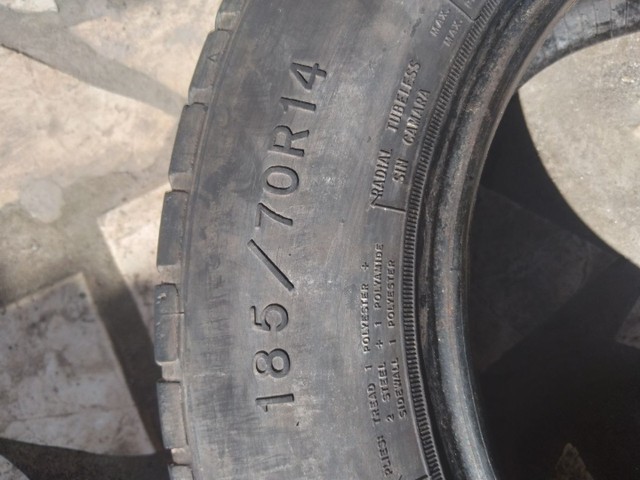 185/70R14
RADIAL TUBELESS
SIN CAMARA
MAX.
MAX.
PLIES: TREAD 1 POLYESTER +
2 STEEL + 1 POLYAMIDE
SIDEWALL 1 POLYESTER